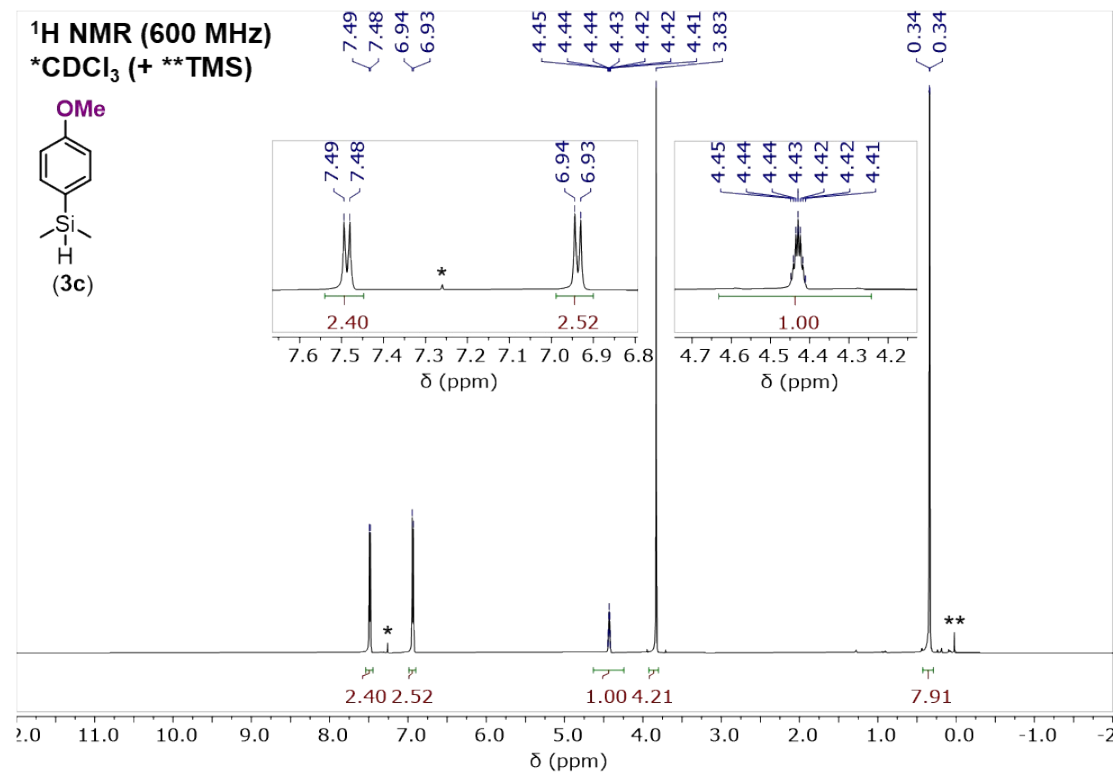 ¹H NMR (600 MHz)
*CDCl₃ (+ **TMS)
OMe
Si
H
(3c)
7.49
7.48
6.94
6.93
4.45
4.44
4.44
4.43
4.42
4.42
4.41
3.83
0.34
0.34
7.49
7.48
6.94
6.93
*
2.40
2.52
7.6 7.5 7.4 7.3 7.2 7.1 7.0 6.9 6.8
δ (ppm)
4.45
4.44
4.44
4.43
4.42
4.42
4.41
1.00
4.7 4.6 4.5 4.4 4.3 4.2
δ (ppm)
*
**
2.40 2.52 1.00 4.21 7.91
2.0 11.0 10.0 9.0 8.0 7.0 6.0 5.0 4.0 3.0 2.0 1.0 0.0 -1.0 -2
δ (ppm)